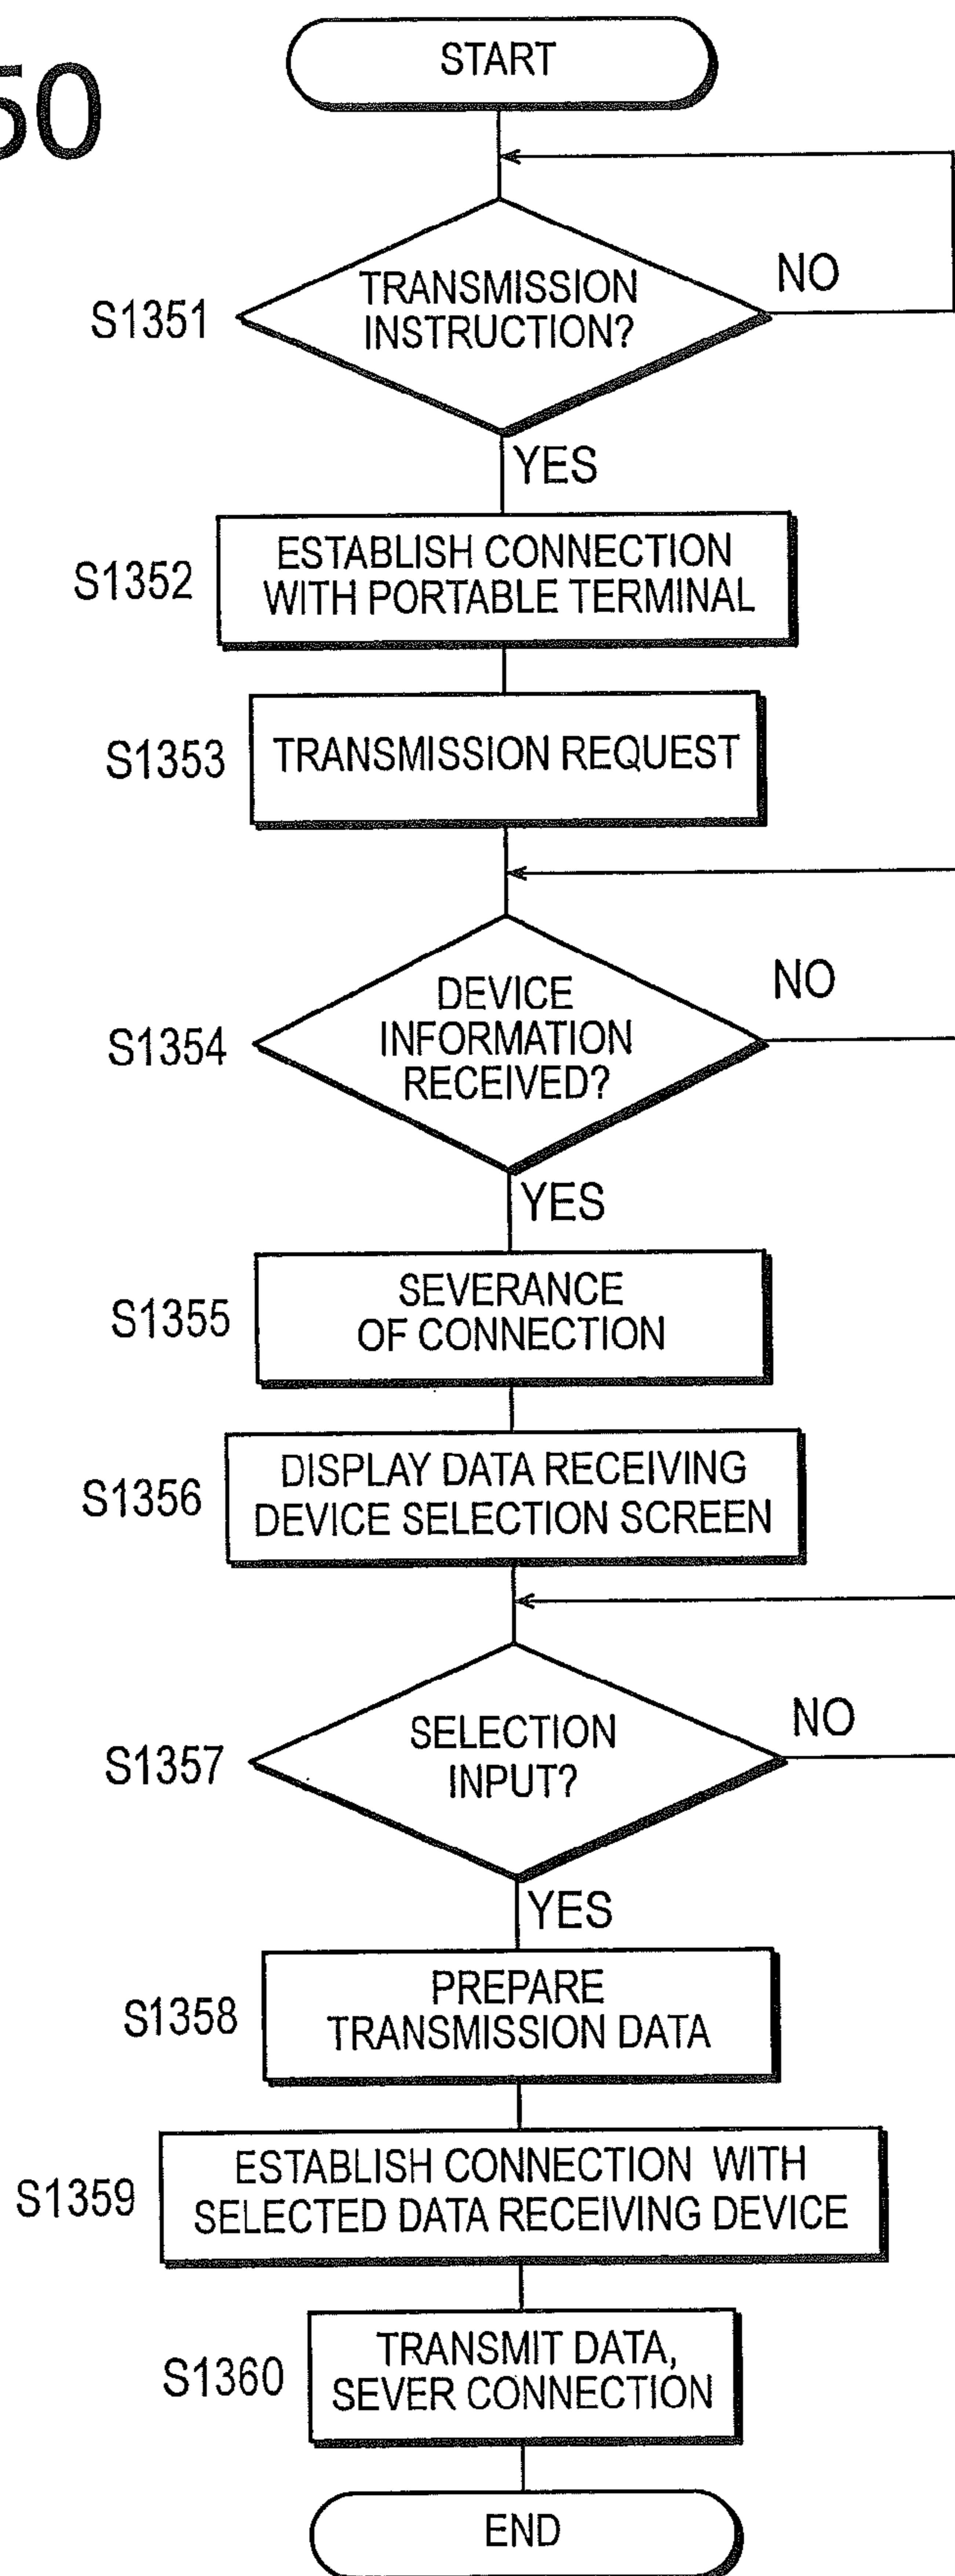 50
START
TRANSMISSION
INSTRUCTION?
NO
S1351
YES
ESTABLISH CONNECTION
WITH PORTABLE TERMINAL
S1352
TRANSMISSION REQUEST
S1353
DEVICE
INFORMATION
RECEIVED?
NO
S1354
YES
SEVERANCE
OF CONNECTION
S1355
DISPLAY DATA RECEIVING
DEVICE SELECTION SCREEN
S1356
SELECTION
INPUT?
NO
S1357
YES
PREPARE
TRANSMISSION DATA
S1358
ESTABLISH CONNECTION WITH
SELECTED DATA RECEIVING DEVICE
S1359
TRANSMIT DATA,
SEVER CONNECTION
S1360
END